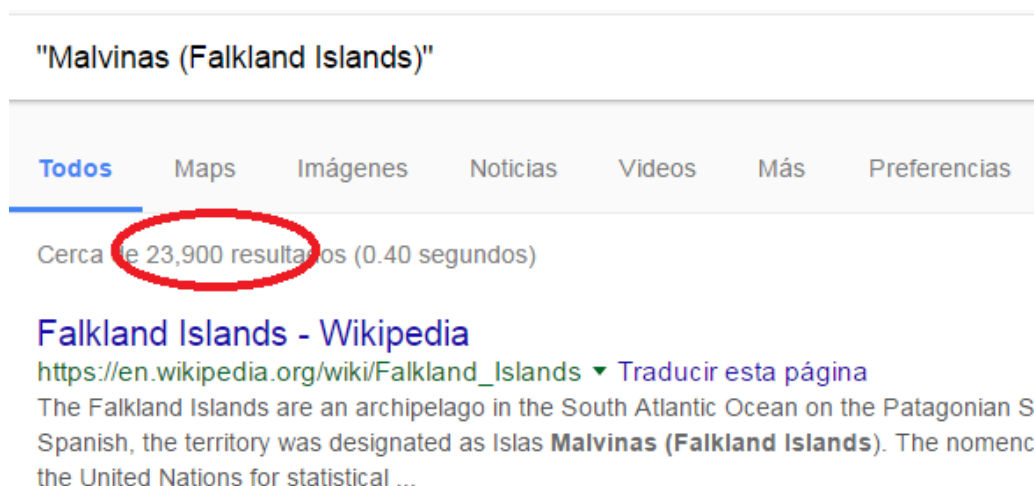 "Malvinas (Falkland Islands)"
Todos Maps Imágenes Noticias Videos Más Preferencias
Cerca de 23,900 resultados (0.40 segundos)
Falkland Islands - Wikipedia
https://en.wikipedia.org/wiki/Falkland_Islands ▾ Traducir esta página
The Falkland Islands are an archipelago in the South Atlantic Ocean on the Patagonian S
Spanish, the territory was designated as Islas Malvinas (Falkland Islands). The nomenc
the United Nations for statistical ...